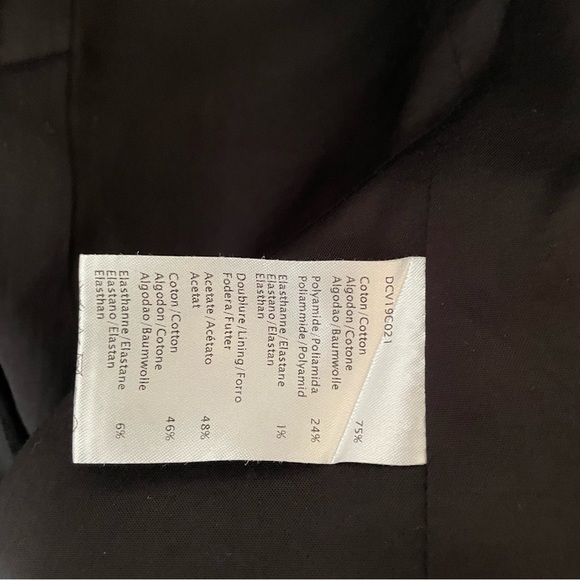 DCV19C021
Coton/Cotton
Algodon/Cotone
Algodao/Baumwolle 75%
Polyamide/Poliamida
Poliammide/Polyamid 24%
Elasthanne/Elastane
Elastano/Elastan
Elasthan 1%
Doublure/Lining/Forro
Fodera/Futter
Acetate/Acétato
Acetat 48%
Coton/Cotton
Algodon/Cotone
Algodao/Baumwolle 46%
Elasthanne/Elastane
Elastano/Elastan
Elasthan 6%